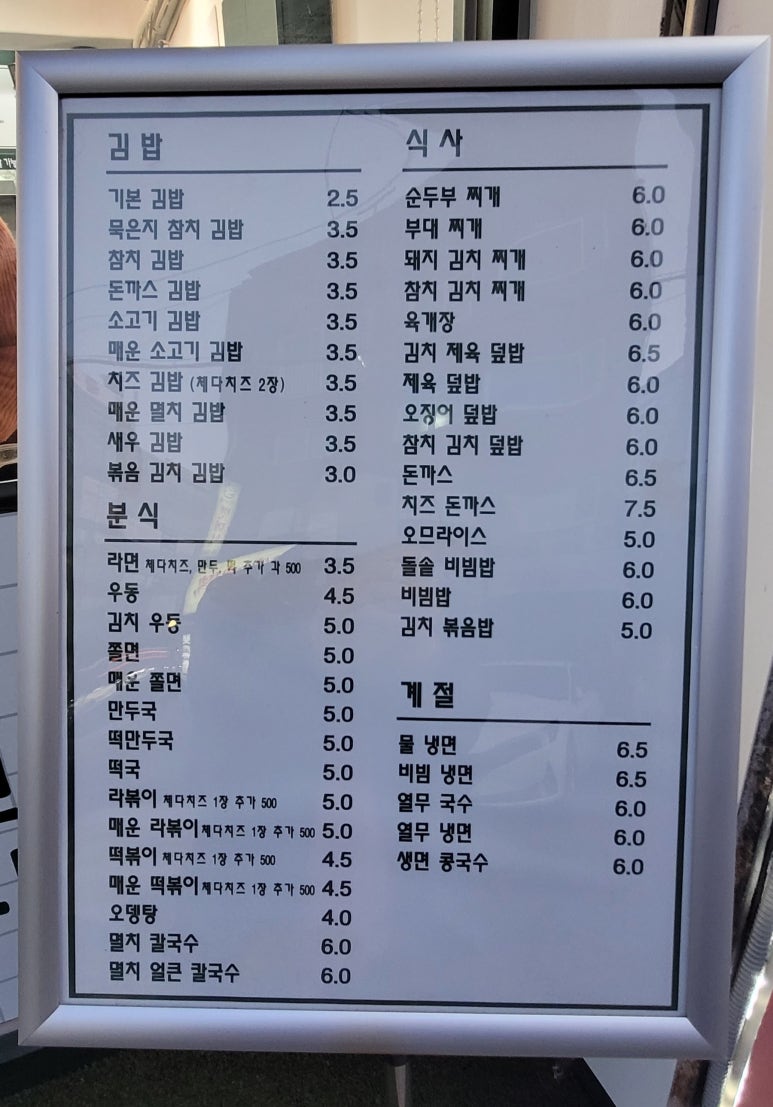 김밥
기본 김밥 2.5
묵은지 참치 김밥 3.5
참치 김밥 3.5
돈까스 김밥 3.5
소고기 김밥 3.5
매운 소고기 김밥 3.5
치즈 김밥 (체다치즈 2장) 3.5
매운 멸치 김밥 3.5
새우 김밥 3.5
볶음 김치 김밥 3.0
분식
라면 체다치즈, 만두, 떡 추가 각 500 3.5
우동 4.5
김치 우동 5.0
쫄면 5.0
매운 쫄면 5.0
만두국 5.0
떡만두국 5.0
떡국 5.0
라볶이 체다치즈 1장 추가 500 5.0
매운 라볶이 체다치즈 1장 추가 500 5.0
떡볶이 체다치즈 1장 추가 500 4.5
매운 떡볶이 체다치즈 1장 추가 500 4.5
오뎅탕 4.0
멸치 칼국수 6.0
멸치 얼큰 칼국수 6.0
식사
순두부 찌개 6.0
부대 찌개 6.0
돼지 김치 찌개 6.0
참치 김치 찌개 6.0
육개장 6.0
김치 제육 덮밥 6.5
제육 덮밥 6.0
오징어 덮밥 6.0
참치 김치 덮밥 6.0
돈까스 6.5
치즈 돈까스 7.5
오므라이스 5.0
돌솥 비빔밥 6.0
비빔밥 6.0
김치 볶음밥 5.0
계절
물 냉면 6.5
비빔 냉면 6.5
열무 국수 6.0
열무 냉면 6.0
생면 콩국수 6.0